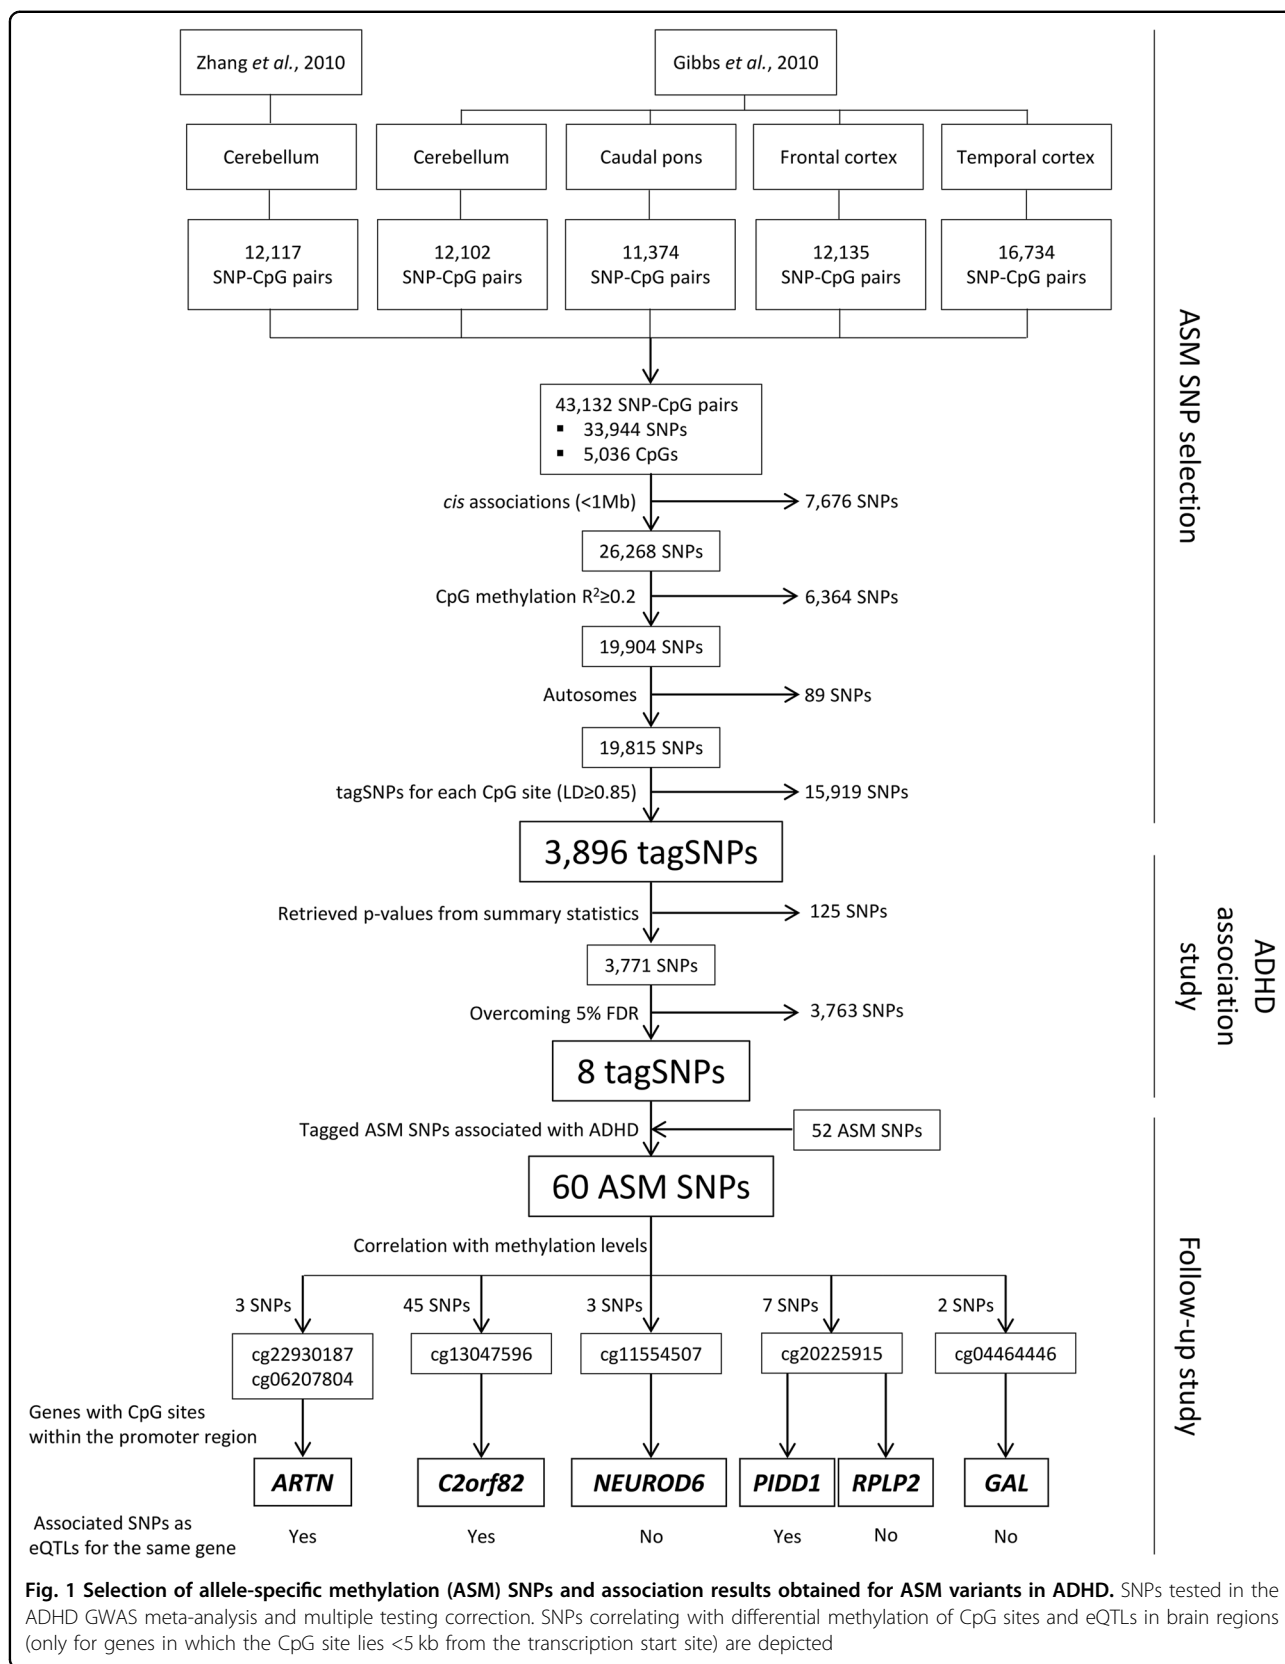 Zhang et al., 2010
Gibbs et al., 2010
Cerebellum
Cerebellum
Caudal pons
Frontal cortex
Temporal cortex
12,117
SNP-CpG pairs
12,102
SNP-CpG pairs
11,374
SNP-CpG pairs
12,135
SNP-CpG pairs
16,734
SNP-CpG pairs
43,132 SNP-CpG pairs
▪ 33,944 SNPs
▪ 5,036 CpGs
cis associations (<1Mb)
7,676 SNPs
26,268 SNPs
CpG methylation R²≥0.2
6,364 SNPs
19,904 SNPs
Autosomes
89 SNPs
19,815 SNPs
tagSNPs for each CpG site (LD≥0.85)
15,919 SNPs
ASM SNP selection
3,896 tagSNPs
Retrieved p-values from summary statistics
125 SNPs
3,771 SNPs
Overcoming 5% FDR
3,763 SNPs
8 tagSNPs
ADHD
association
study
Tagged ASM SNPs associated with ADHD
52 ASM SNPs
60 ASM SNPs
Correlation with methylation levels
3 SNPs
45 SNPs
3 SNPs
7 SNPs
2 SNPs
cg22930187
cg06207804
cg13047596
cg11554507
cg20225915
cg04464446
Genes with CpG sites
within the promoter region
ARTN
C2orf82
NEUROD6
PIDD1
RPLP2
GAL
Associated SNPs as
eQTLs for the same gene
Yes
Yes
No
Yes
No
No
Follow-up study
Fig. 1 Selection of allele-specific methylation (ASM) SNPs and association results obtained for ASM variants in ADHD. SNPs tested in the
ADHD GWAS meta-analysis and multiple testing correction. SNPs correlating with differential methylation of CpG sites and eQTLs in brain regions
(only for genes in which the CpG site lies <5 kb from the transcription start site) are depicted